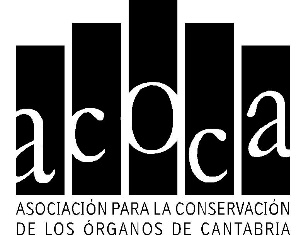 acoca
ASOCIACIÓN PARA LA CONSERVACIÓN
DE LOS ÓRGANOS DE CANTABRIA